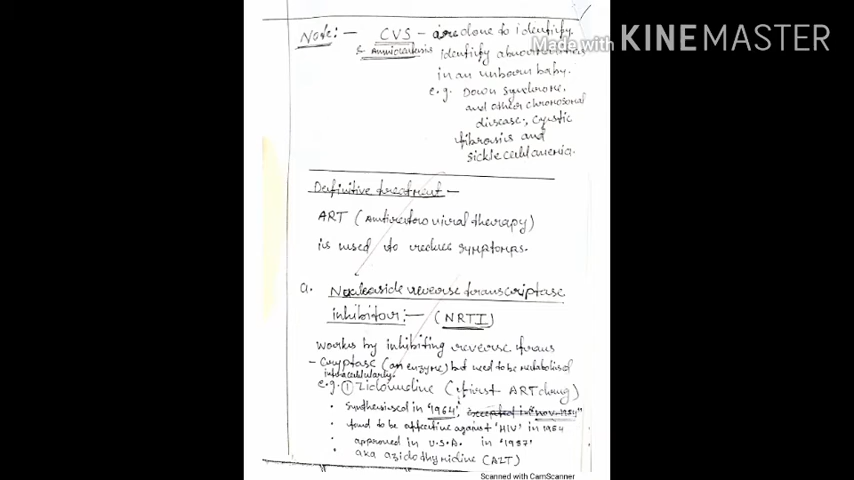 Note:- CVS - are done to identify
& Amniocentesis identify abnormalities
in an unborn baby.
e.g. Down syndrome,
and other chromosomal
disease, cystic
fibrosis and
sickle cell anemia.
Definitive treatment -
ART (Antiretroviral therapy)
is used to reduce symptoms.
a. Nucleoside reverse transcriptase
inhibitor:- (NRTI)
works by inhibiting reverse trans
- cryptase (an enzyme) but need to be metabolised
intracellularly.
e.g. ① Zidovudine (first ART drug)
• Synthesissed in '1964',
• found to be effective against 'HIV' in 1984
• approved in U.S.A. in '1987'
• aka azidothymidine (AZT)
Scanned with CamScanner
Made with KINEMASTER